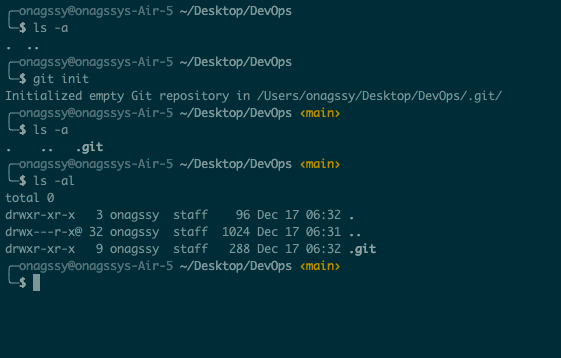 ╭─onagssy@onagssys-Air-5 ~/Desktop/DevOps
╰─$ ls -a
.  ..
╭─onagssy@onagssys-Air-5 ~/Desktop/DevOps
╰─$ git init
Initialized empty Git repository in /Users/onagssy/Desktop/DevOps/.git/
╭─onagssy@onagssys-Air-5 ~/Desktop/DevOps ‹main›
╰─$ ls -a
.    ..   .git
╭─onagssy@onagssys-Air-5 ~/Desktop/DevOps ‹main›
╰─$ ls -al
total 0
drwxr-xr-x   3 onagssy  staff    96 Dec 17 06:32 .
drwx---r-x@ 32 onagssy  staff  1024 Dec 17 06:31 ..
drwxr-xr-x   9 onagssy  staff   288 Dec 17 06:32 .git
╭─onagssy@onagssys-Air-5 ~/Desktop/DevOps ‹main›
╰─$